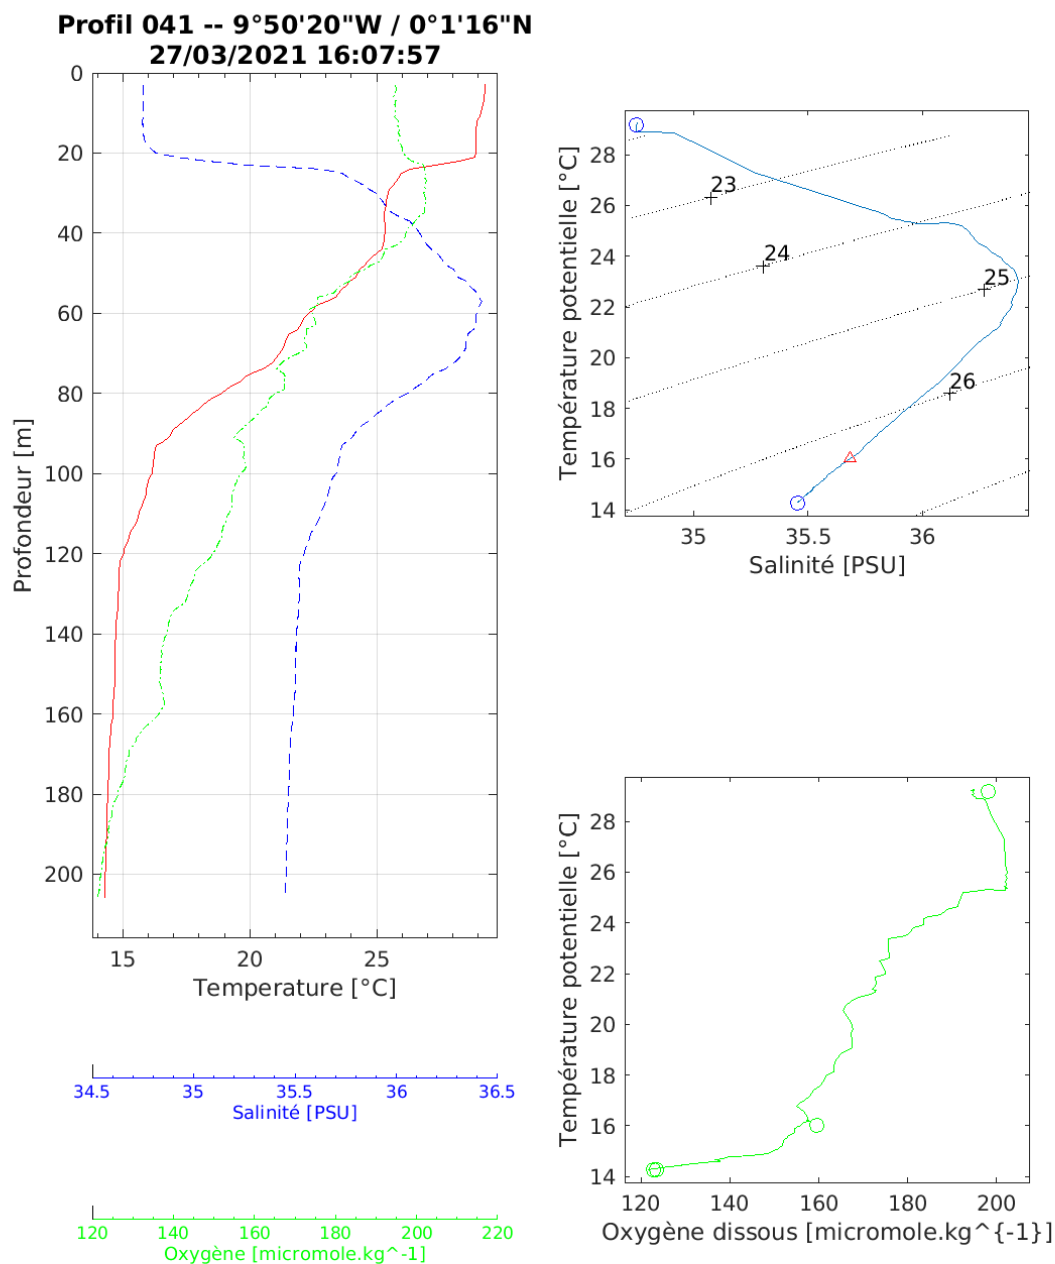 Profil 041 -- 9°50'20"W / 0°1'16"N
27/03/2021 16:07:57
0
20
40
60
80
100
120
140
160
180
200
Profondeur [m]
15 20 25
Temperature [°C]
34.5 35 35.5 36 36.5
Salinité [PSU]
120 140 160 180 200 220
Oxygène [micromole.kg^-1]
28
26
24
22
20
18
16
14
Température potentielle [°C]
23
24
25
26
35 35.5 36
Salinité [PSU]
28
26
24
22
20
18
16
14
Température potentielle [°C]
120 140 160 180 200
Oxygène dissous [micromole.kg^{-1}]